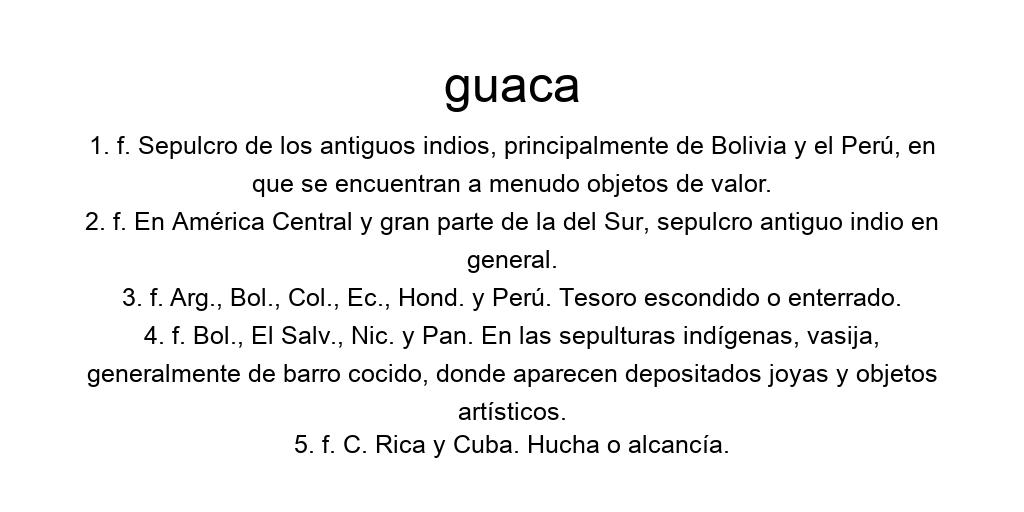 guaca
1. f. Sepulcro de los antiguos indios, principalmente de Bolivia y el Perú, en
que se encuentran a menudo objetos de valor.
2. f. En América Central y gran parte de la del Sur, sepulcro antiguo indio en
general.
3. f. Arg., Bol., Col., Ec., Hond. y Perú. Tesoro escondido o enterrado.
4. f. Bol., El Salv., Nic. y Pan. En las sepulturas indígenas, vasija,
generalmente de barro cocido, donde aparecen depositados joyas y objetos
artísticos.
5. f. C. Rica y Cuba. Hucha o alcancía.